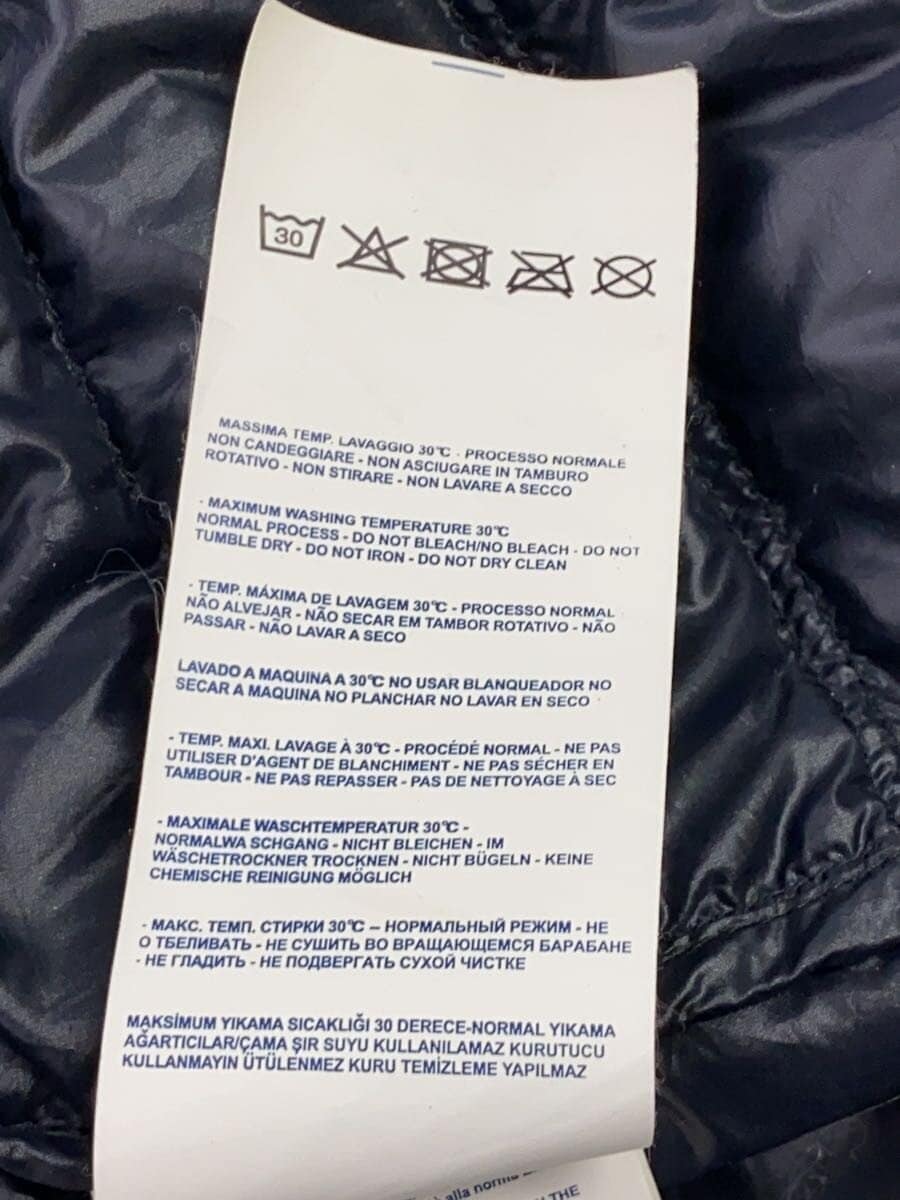 30
MASSIMA TEMP. LAVAGGIO 30°C - PROCESSO NORMALE
NON CANDEGGIARE - NON ASCIUGARE IN TAMBURO
ROTATIVO - NON STIRARE - NON LAVARE A SECCO
- MAXIMUM WASHING TEMPERATURE 30°C
NORMAL PROCESS - DO NOT BLEACH/NO BLEACH - DO NOT
TUMBLE DRY - DO NOT IRON - DO NOT DRY CLEAN
- TEMP. MÁXIMA DE LAVAGEM 30°C - PROCESSO NORMAL
NÃO ALVEJAR - NÃO SECAR EM TAMBOR ROTATIVO - NÃO
PASSAR - NÃO LAVAR A SECO
LAVADO A MAQUINA A 30°C NO USAR BLANQUEADOR NO
SECAR A MAQUINA NO PLANCHAR NO LAVAR EN SECO
- TEMP. MAXI. LAVAGE À 30°C - PROCÉDÉ NORMAL - NE PAS
UTILISER D'AGENT DE BLANCHIMENT - NE PAS SÉCHER EN
TAMBOUR - NE PAS REPASSER - PAS DE NETTOYAGE À SEC
- MAXIMALE WASCHTEMPERATUR 30°C -
NORMALWA SCHGANG - NICHT BLEICHEN - IM
WÄSCHETROCKNER TROCKNEN - NICHT BÜGELN - KEINE
CHEMISCHE REINIGUNG MÖGLICH
- МАКС. ТЕМП. СТИРКИ 30°C – НОРМАЛЬНЫЙ РЕЖИМ - НЕ
О ТБЕЛИВАТЬ - НЕ СУШИТЬ ВО ВРАЩАЮЩЕМСЯ БАРАБАНЕ
- НЕ ГЛАДИТЬ - НЕ ПОДВЕРГАТЬ СУХОЙ ЧИСТКЕ
MAKSİMUM YIKAMA SICAKLIĞI 30 DERECE-NORMAL YIKAMA
AĞARTICILAR/ÇAMA ŞIR SUYU KULLANILAMAZ KURUTUCU
KULLANMAYIN ÜTÜLENMEZ KURU TEMİZLEME YAPILMAZ
alla norma
THE